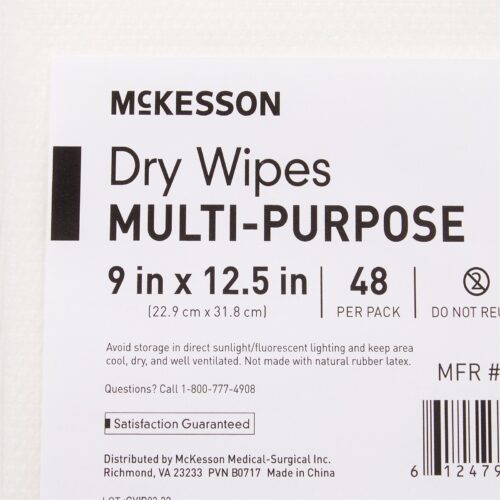 McKESSON
Dry Wipes
MULTI-PURPOSE
9 in x 12.5 in
(22.9 cm x 31.8 cm)
48
PER PACK
DO NOT REU
Avoid storage in direct sunlight/fluorescent lighting and keep area
cool, dry, and well ventilated. Not made with natural rubber latex.
MFR #
Questions? Call 1-800-777-4908
Satisfaction Guaranteed
Distributed by McKesson Medical-Surgical Inc.
Richmond, VA 23233 PVN B0717 Made in China
6 12479